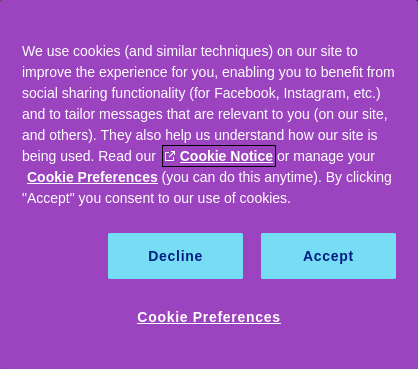 We use cookies (and similar techniques) on our site to
improve the experience for you, enabling you to benefit from
social sharing functionality (for Facebook, Instagram, etc.)
and to tailor messages that are relevant to you (on our site,
and others). They also help us understand how our site is
being used. Read our Cookie Notice or manage your
Cookie Preferences (you can do this anytime). By clicking
"Accept" you consent to our use of cookies.
Decline Accept
Cookie Preferences